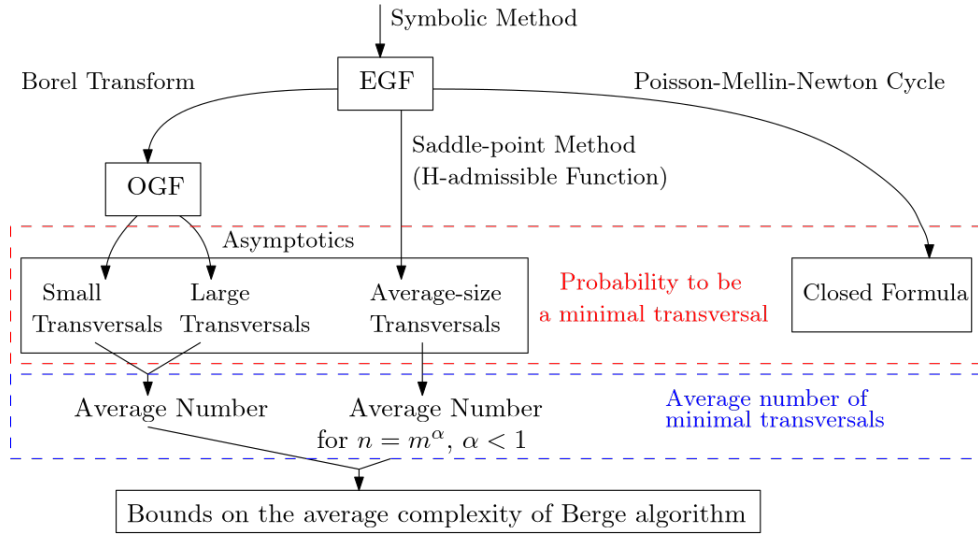 Symbolic Method
Borel Transform
EGF
Poisson-Mellin-Newton Cycle
Saddle-point Method
(H-admissible Function)
OGF
Asymptotics
Small
Transversals
Large
Transversals
Average-size
Transversals
Probability to be
a minimal transversal
Closed Formula
Average Number
Average Number
for n = m^α, α < 1
Average number of
minimal transversals
Bounds on the average complexity of Berge algorithm